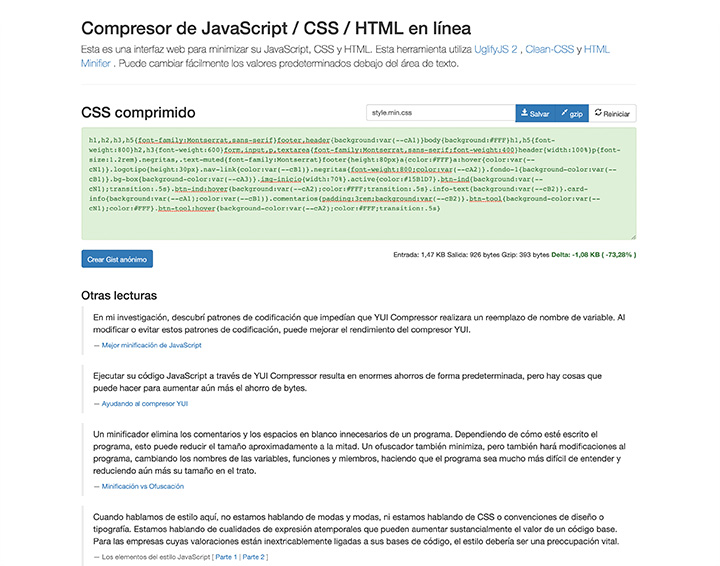 Compresor de JavaScript / CSS / HTML en línea
Esta es una interfaz web para minimizar su JavaScript, CSS y HTML. Esta herramienta utiliza UglifyJS 2 , Clean-CSS y HTML
Minifier . Puede cambiar fácilmente los valores predeterminados debajo del área de texto.
CSS comprimido
style.min.css
Salvar
gzip
Reiniciar
h1,h2,h3,h5{font-family:Montserrat,sans-serif}footer,header{background:var(--cA1)}body{background:#FFF}h1,h5{font-
weight:800}h2,h3{font-weight:600}form,input,p,textarea{font-family:Montserrat,sans-serif;font-weight:400}header{width:100%}p{font-
size:1.2rem}.negritas,.text-muted{font-family:Montserrat}footer{height:80px}a{color:#FFF}a:hover{color:var(--
cN1)}.logotipo{height:30px}.nav-link{color:var(--cB1)}.negritas{font-weight:800;color:var(--cA2)}.fondo-1{background-color:var(--
cB1)}.bg-box{background-color:var(--cA3)}.img-inicio{width:70%}.active{color:#15B1D7}.btn-ind{background-color:var(--
cN1);transition:.5s}.btn-ind:hover{background-color:var(--cA2);color:#FFF;transition:.5s}.info-text{background-color:var(--cB2)}.card-
info{background-color:var(--cA1);color:var(--cB1)}.comentarios{padding:3rem;background-color:var(--cB2)}.btn-tool{background-color:var(--
cN1);color:#FFF}.btn-tool:hover{background-color:var(--cA2);color:#FFF;transition:.5s}
Crear Gist anónimo
Entrada: 1,47 KB Salida: 926 bytes Gzip: 393 bytes Delta: -1,08 KB ( -73,28% )
Otras lecturas
En mi investigación, descubrí patrones de codificación que impedían que YUI Compressor realizara un reemplazo de nombre de variable. Al
modificar o evitar estos patrones de codificación, puede mejorar el rendimiento del compresor YUI.
— Mejor minificación de JavaScript
Ejecutar su código JavaScript a través de YUI Compressor resulta en enormes ahorros de forma predeterminada, pero hay cosas que
puede hacer para aumentar aún más el ahorro de bytes.
— Ayudando al compresor YUI
Un minificador elimina los comentarios y los espacios en blanco innecesarios de un programa. Dependiendo de cómo esté escrito el
programa, esto puede reducir el tamaño aproximadamente a la mitad. Un ofuscador también minimiza, pero también hará modificaciones al
programa, cambiando los nombres de las variables, funciones y miembros, haciendo que el programa sea mucho más difícil de entender y
reduciendo aún más su tamaño en el trato.
— Minificación vs Ofuscación
Cuando hablamos de estilo aquí, no estamos hablando de modas y modas, ni estamos hablando de CSS o convenciones de diseño o
tipografía. Estamos hablando de cualidades de expresión atemporales que pueden aumentar sustancialmente el valor de un código base.
Para las empresas cuyas valoraciones están inextricablemente ligadas a sus bases de código, el estilo debería ser una preocupación vital.
— Los elementos del estilo JavaScript [ Parte 1 | Parte 2 ]